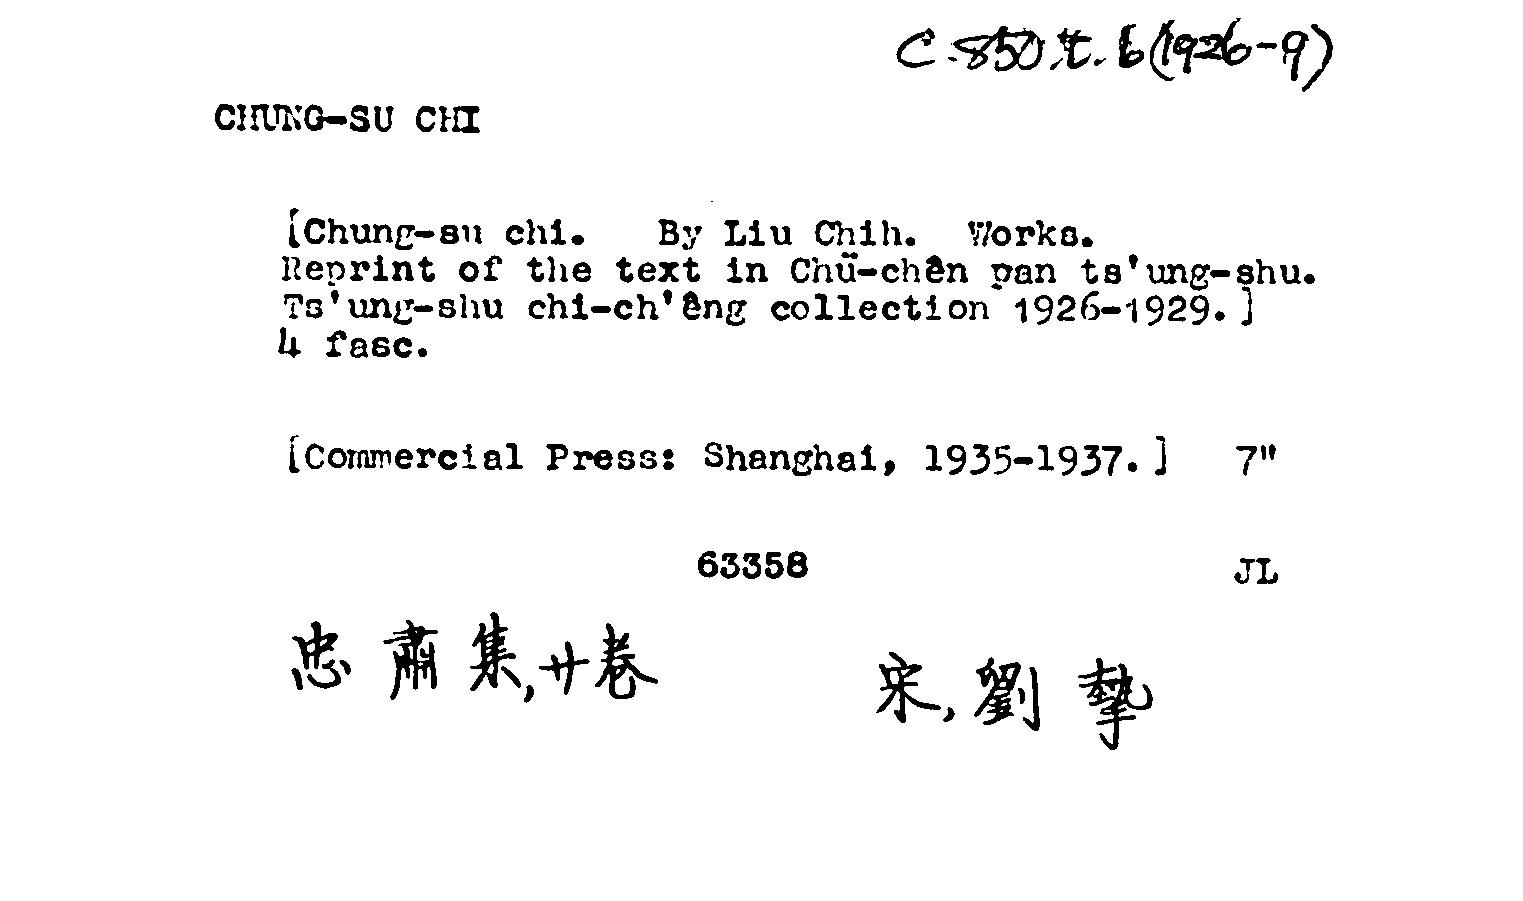 C.850.t.6(1926-9)
CHUNG-SU CHI
[Chung-su chi. By Liu Chih. Works.
Reprint of the text in Chü-chên pan ts'ung-shu.
Ts'ung-shu chi-ch'êng collection 1926-1929.]
4 fasc.
[Commercial Press: Shanghai, 1935-1937.] 7"
63358 JL
忠肅集,廿卷 宋,劉摯